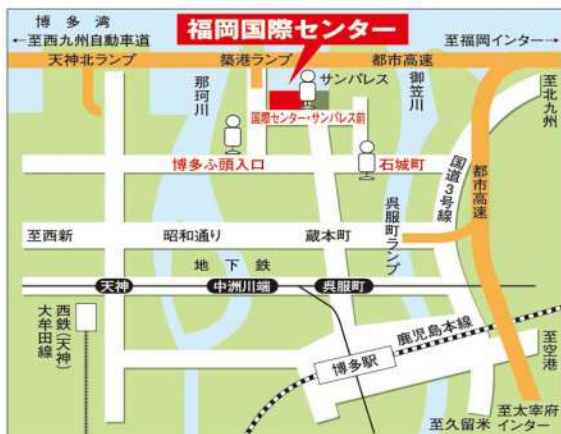 博多湾
←至西九州自動車道
福岡国際センター
至福岡インター→
天神北ランプ
築港ランプ
都市高速
那珂川
サンパレス
御笠川
至北九州
国際センター・サンパレス前
博多ふ頭入口
石城町
国道3号線
都市高速
呉服町ランプ
至西新
昭和通り
蔵本町
地下鉄
天神
中洲川端
呉服町
西鉄(天神)
大牟田線
鹿児島本線
博多駅
至空港
至久留米
至太宰府
インター